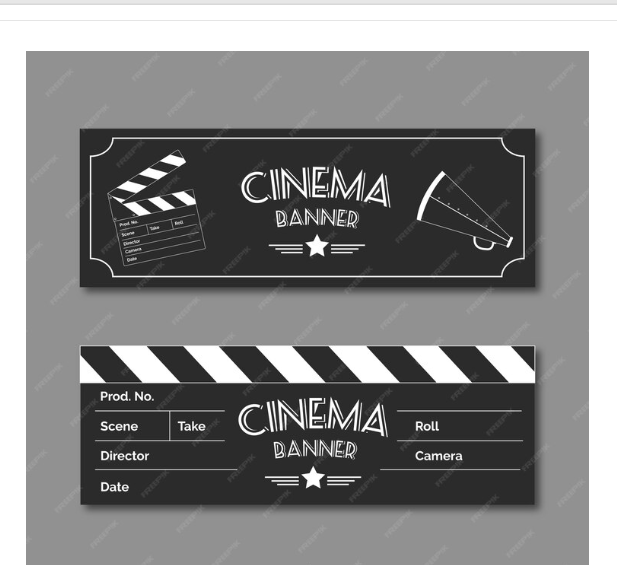 CINEMA
BANNER
Prod. No.
Scene Take Roll
Director
Camera
Date
Prod. No.
Scene Take
Director
Date
CINEMA
BANNER
Roll
Camera
FREEPIK